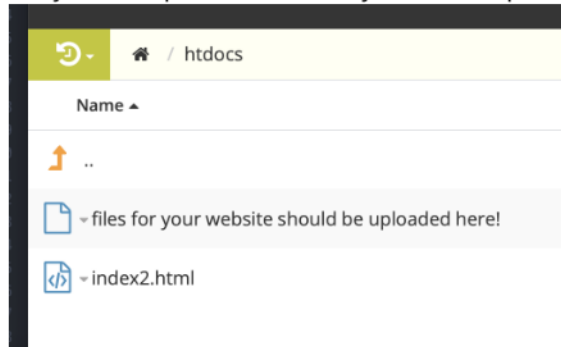 / htdocs
Name
..
files for your website should be uploaded here!
index2.html